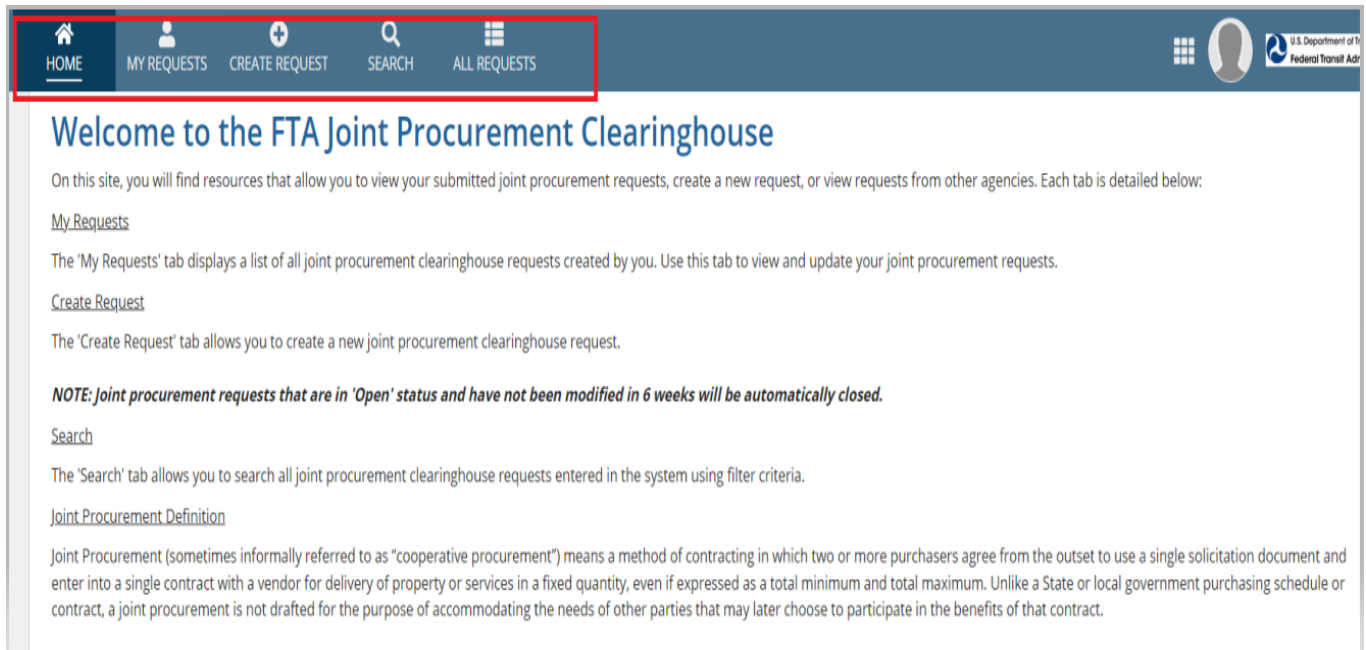 HOME MY REQUESTS CREATE REQUEST SEARCH ALL REQUESTS
U.S. Department of
Federal Transit
Welcome to the FTA Joint Procurement Clearinghouse
On this site, you will find resources that allow you to view your submitted joint procurement requests, create a new request, or view requests from other agencies. Each tab is detailed below:
My Requests
The 'My Requests' tab displays a list of all joint procurement clearinghouse requests created by you. Use this tab to view and update your joint procurement requests.
Create Request
The 'Create Request' tab allows you to create a new joint procurement clearinghouse request.
NOTE: Joint procurement requests that are in 'Open' status and have not been modified in 6 weeks will be automatically closed.
Search
The 'Search' tab allows you to search all joint procurement clearinghouse requests entered in the system using filter criteria.
Joint Procurement Definition
Joint Procurement (sometimes informally referred to as “cooperative procurement”) means a method of contracting in which two or more purchasers agree from the outset to use a single solicitation document and
enter into a single contract with a vendor for delivery of property or services in a fixed quantity, even if expressed as a total minimum and total maximum. Unlike a State or local government purchasing schedule or
contract, a joint procurement is not drafted for the purpose of accommodating the needs of other parties that may later choose to participate in the benefits of that contract.